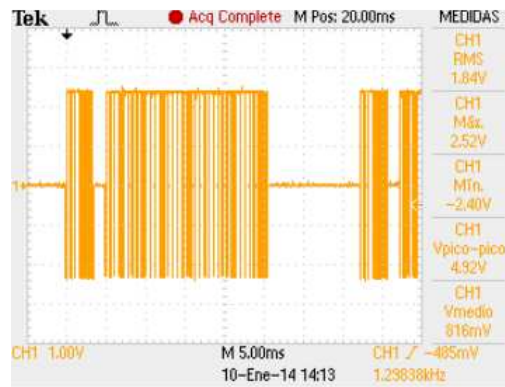 Tek Acq Complete M Pos: 20.00ms MEDIDAS
CH1
RMS
1.84V
CH1
Máx.
2.52V
CH1
Mín.
-2.40V
CH1
Vpico-pico
4.92V
CH1
Vmedio
816mV
1
CH1 1.00V M 5.00ms CH1 -485mV
10-Ene-14 14:13 1.29838kHz